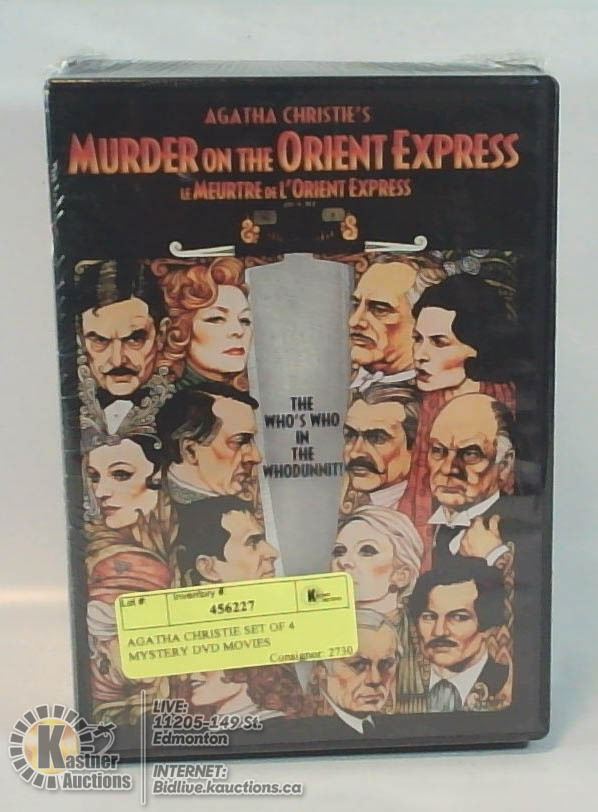 AGATHA CHRISTIE'S
MURDER ON THE ORIENT EXPRESS
LE MEURTRE DE L'ORIENT EXPRESS
THE
WHO'S WHO
IN
THE
WHODUNNIT!
Lot #: Inventory #:
456227
Kastner
Auctions
AGATHA CHRISTIE SET OF 4
MYSTERY DVD MOVIES
Consignor: 2730
K
Kastner
Auctions
LIVE:
11205-149 St.
Edmonton
INTERNET:
Bidlive.kauctions.ca